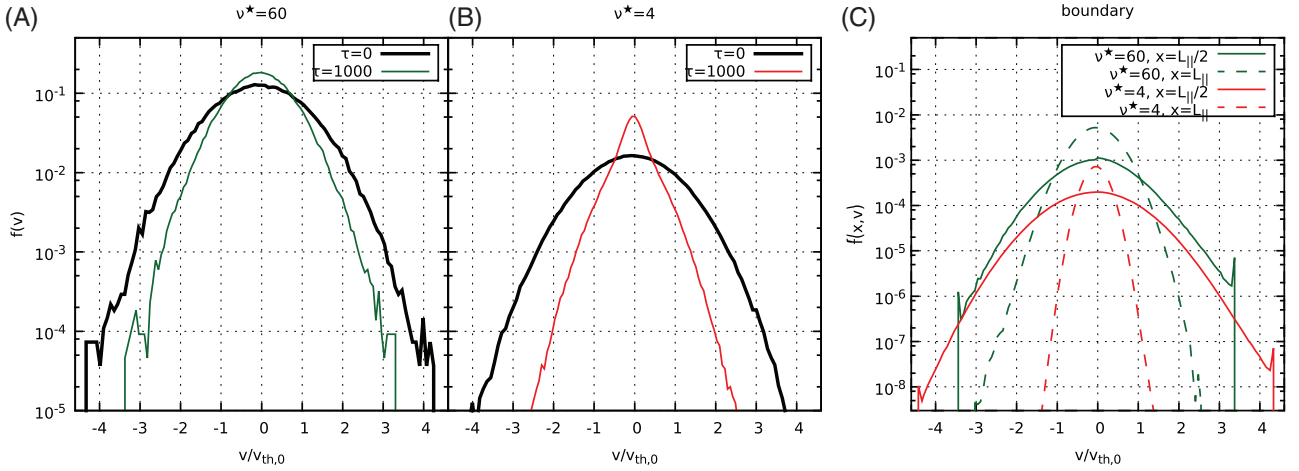 (A)
ν★=60
f(v)
10⁻¹
10⁻²
10⁻³
10⁻⁴
10⁻⁵
-4 -3 -2 -1 0 1 2 3 4
v/v_th,0
τ=0
τ=1000
(B)
ν★=4
τ=0
τ=1000
-4 -3 -2 -1 0 1 2 3 4
v/v_th,0
(C)
boundary
ν★=60, x=L_||/2
ν★=60, x=L_||
ν★=4, x=L_||/2
ν★=4, x=L_||
f(x,v)
10⁻¹
10⁻²
10⁻³
10⁻⁴
10⁻⁵
10⁻⁶
10⁻⁷
10⁻⁸
-4 -3 -2 -1 0 1 2 3 4
v/v_th,0